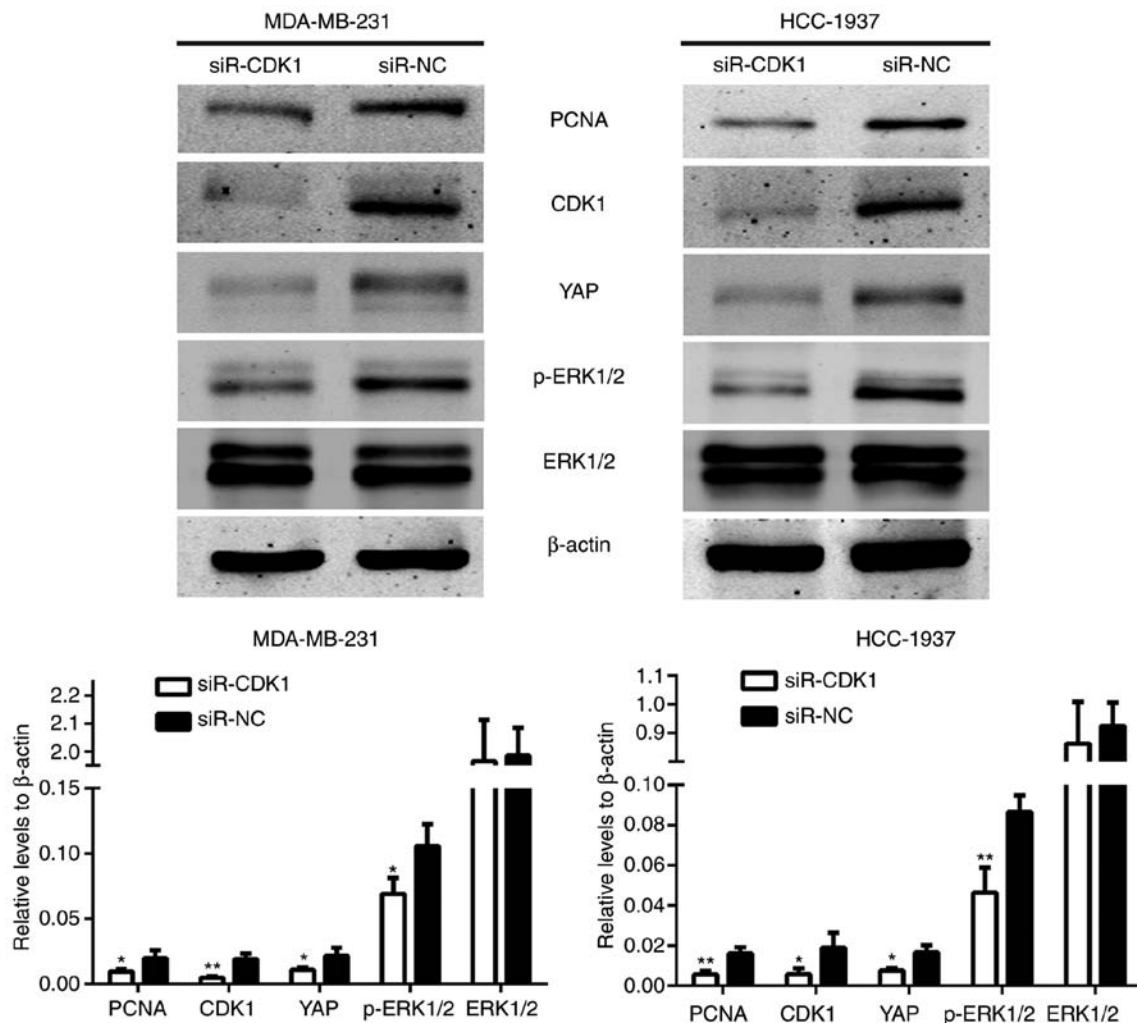 MDA-MB-231 HCC-1937
siR-CDK1 siR-NC siR-CDK1 siR-NC
PCNA
CDK1
YAP
p-ERK1/2
ERK1/2
β-actin
MDA-MB-231
siR-CDK1
siR-NC
Relative levels to β-actin
2.2
2.1
2.0
0.15
0.10
0.05
0.00
* ** * *
PCNA CDK1 YAP p-ERK1/2 ERK1/2
HCC-1937
siR-CDK1
siR-NC
Relative levels to β-actin
1.1
1.0
0.9
0.10
0.08
0.06
0.04
0.02
0.00
** * * **
PCNA CDK1 YAP p-ERK1/2 ERK1/2